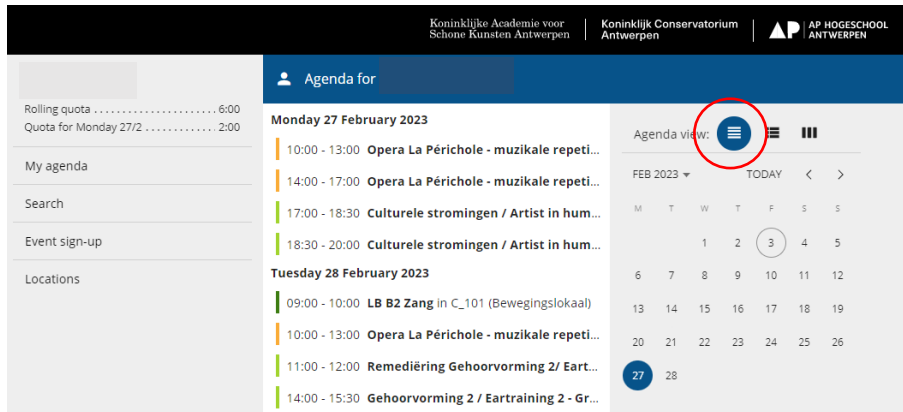 Koninklijke Academie voor
Schone Kunsten Antwerpen
Koninklijk Conservatorium
Antwerpen
AP
AP HOGESCHOOL
ANTWERPEN
Rolling quota . . . . . . . . . . . . . . . . . . . . . . 6:00
Quota for Monday 27/2 . . . . . . . . . . . . . 2:00
My agenda
Search
Event sign-up
Locations
Agenda for
Monday 27 February 2023
10:00 - 13:00 Opera La Périchole - muzikale repeti...
14:00 - 17:00 Opera La Périchole - muzikale repeti...
17:00 - 18:30 Culturele stromingen / Artist in hum...
18:30 - 20:00 Culturele stromingen / Artist in hum...
Tuesday 28 February 2023
09:00 - 10:00 LB B2 Zang in C_101 (Bewegingslokaal)
10:00 - 13:00 Opera La Périchole - muzikale repeti...
11:00 - 12:00 Remediëring Gehoorvorming 2/ Eart...
14:00 - 15:30 Gehoorvorming 2 / Eartraining 2 - Gr...
Agenda view:
FEB 2023 TODAY < >
M T W T F S S
1 2 3 4 5
6 7 8 9 10 11 12
13 14 15 16 17 18 19
20 21 22 23 24 25 26
27 28